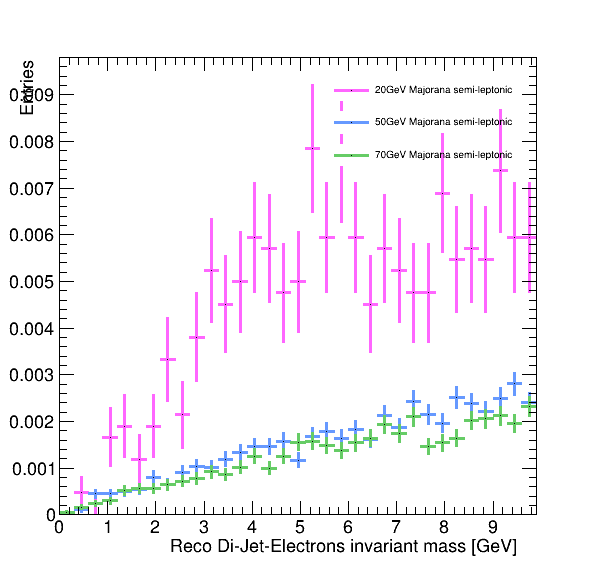 Entries
0.009
0.008
0.007
0.006
0.005
0.004
0.003
0.002
0.001
0
20GeV Majorana semi-leptonic
50GeV Majorana semi-leptonic
70GeV Majorana semi-leptonic
0 1 2 3 4 5 6 7 8 9
Reco Di-Jet-Electrons invariant mass [GeV]